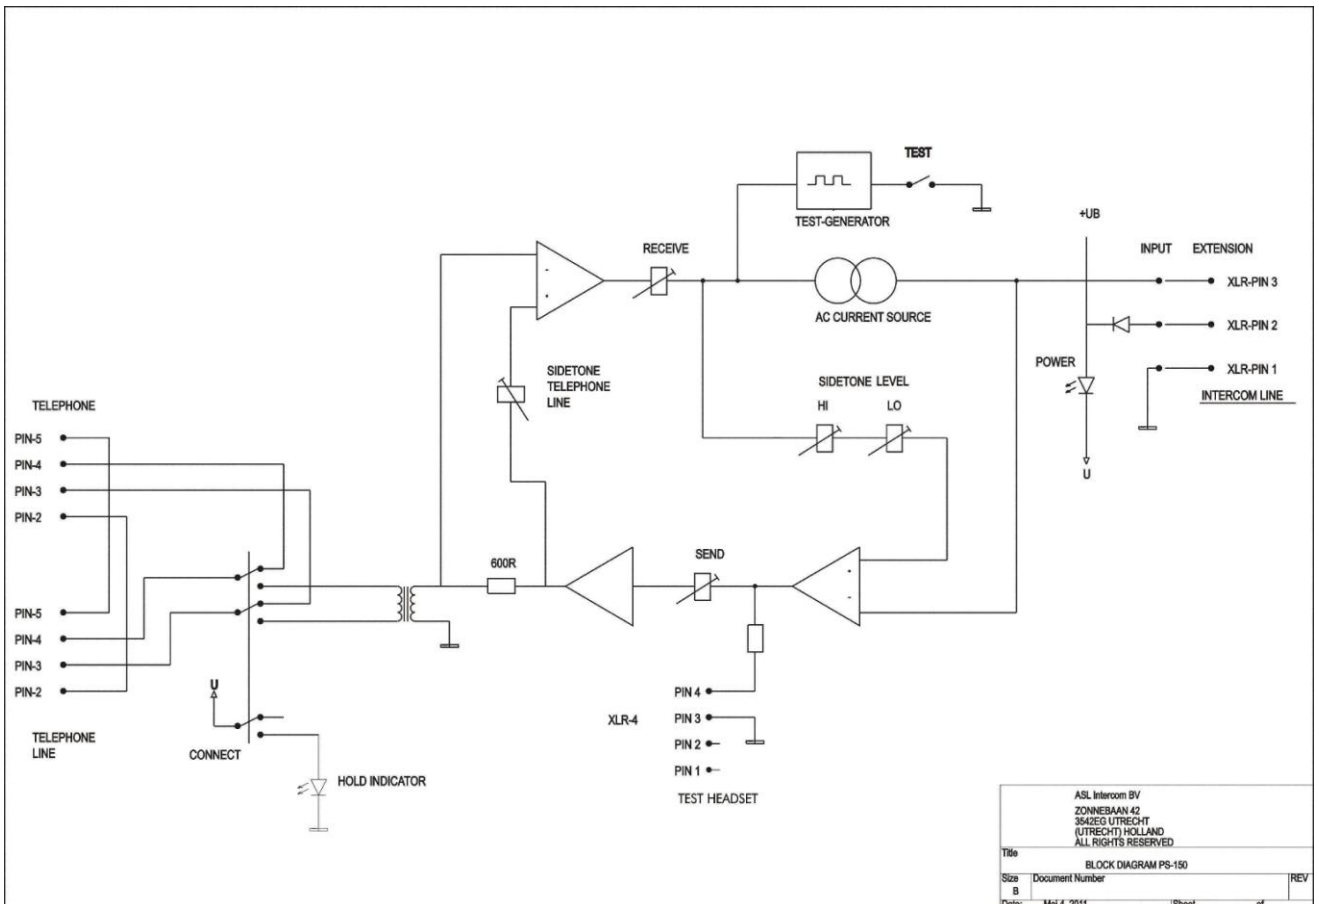 TEST
TEST-GENERATOR
+UB
RECEIVE
INPUT EXTENSION
XLR-PIN 3
AC CURRENT SOURCE
XLR-PIN 2
POWER
XLR-PIN 1
INTERCOM LINE
SIDETONE
TELEPHONE
LINE
SIDETONE LEVEL
HI LO
U
TELEPHONE
PIN-5
PIN-4
PIN-3
PIN-2
600R
SEND
PIN-5
PIN-4
PIN-3
PIN-2
TELEPHONE
LINE
U
CONNECT
HOLD INDICATOR
XLR-4
PIN 4
PIN 3
PIN 2
PIN 1
TEST HEADSET
ASL Intercom BV
ZONNEBAAN 42
3542EG UTRECHT
(UTRECHT) HOLLAND
ALL RIGHTS RESERVED
Title
BLOCK DIAGRAM PS-150
Size Document Number REV
B
Date: Mei 4, 2011 Sheet of